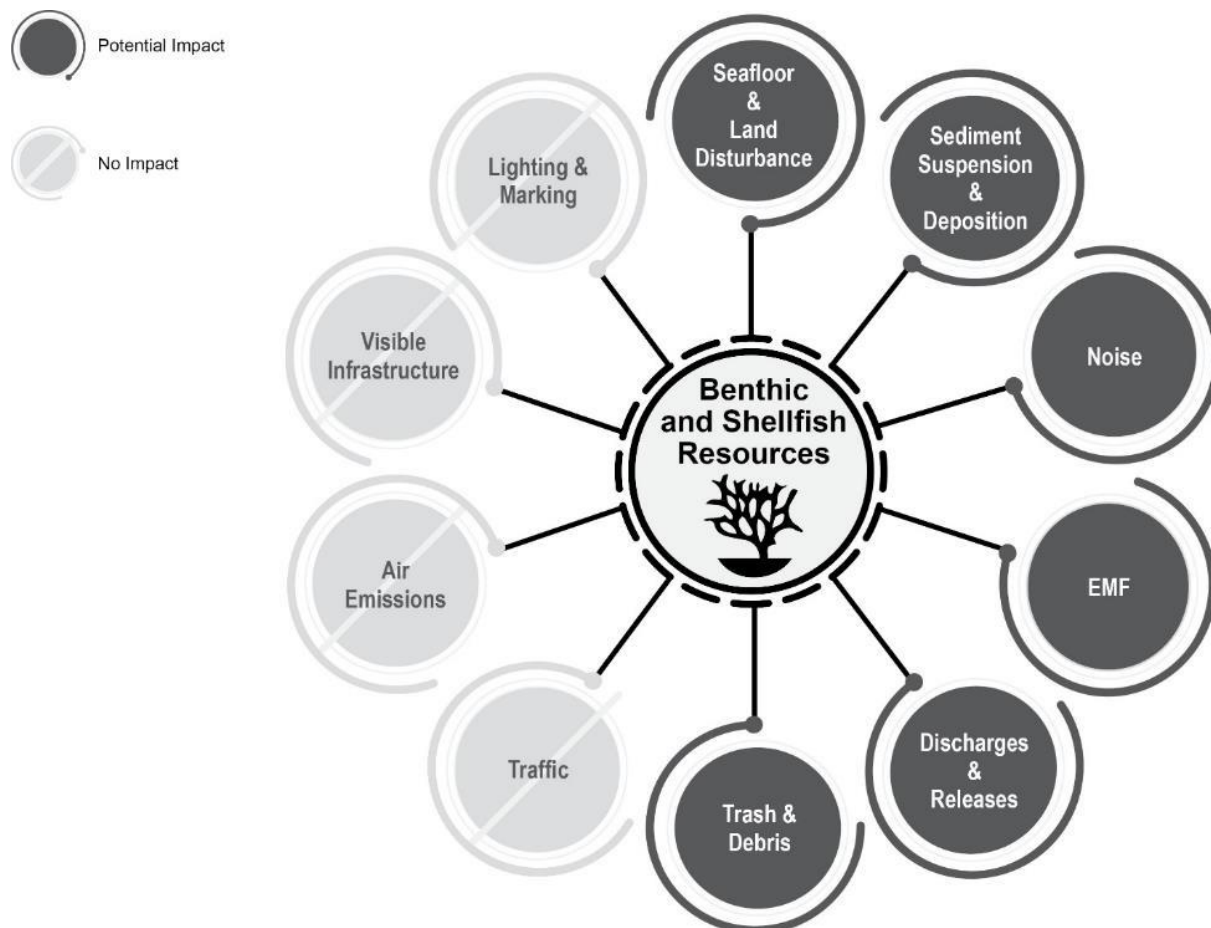 Potential Impact
No Impact
Seafloor
&
Land
Disturbance
Sediment
Suspension
&
Deposition
Noise
EMF
Discharges
&
Releases
Trash &
Debris
Traffic
Air
Emissions
Visible
Infrastructure
Lighting &
Marking
Benthic
and Shellfish
Resources